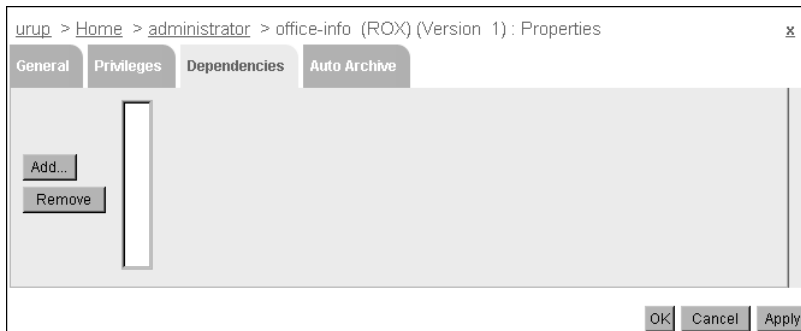 urup > Home > administrator > office-info (ROX) (Version 1) : Properties x
General Privileges Dependencies Auto Archive
Add...
Remove
OK Cancel Apply